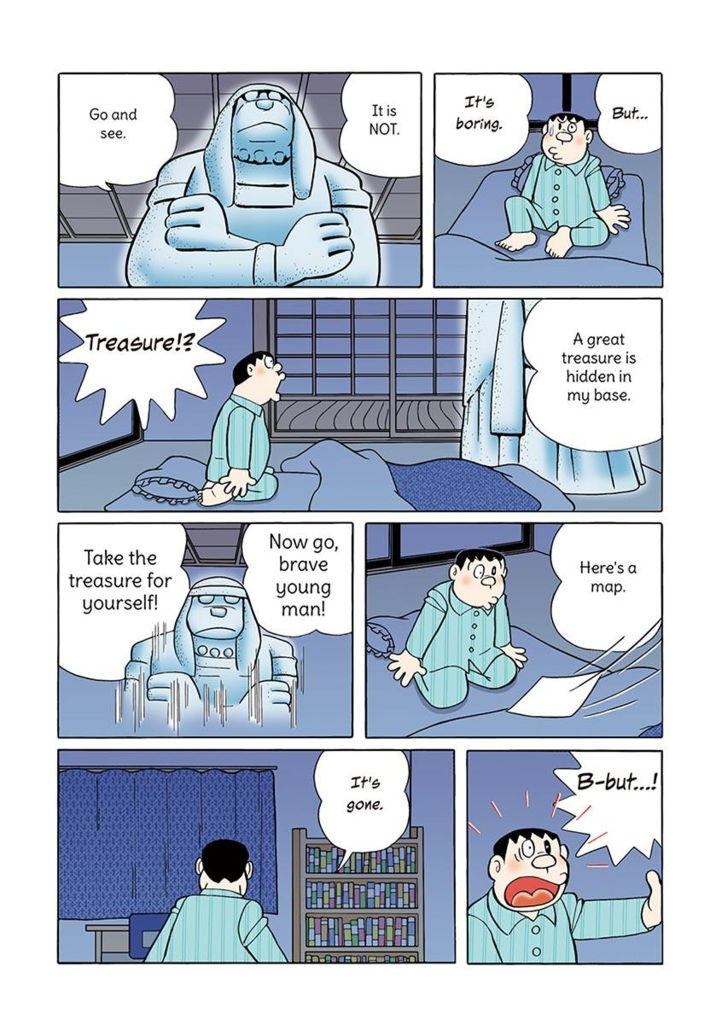 But...
It's
boring.
It is
NOT.
Go and
see.
A great
treasure is
hidden in
my base.
Treasure!?
Here's a
map.
Now go,
brave
young
man!
Take the
treasure for
yourself!
B-but...!
It's
gone.